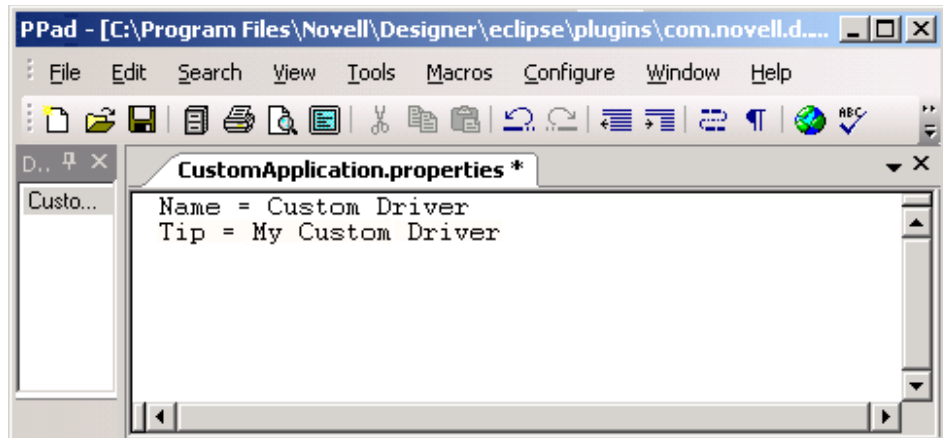 PPad - [C:\Program Files\Novell\Designer\eclipse\plugins\com.novell.d....
File Edit Search View Tools Macros Configure Window Help
ABC
D..
CustomApplication.properties *
Custo...
Name = Custom Driver
Tip = My Custom Driver